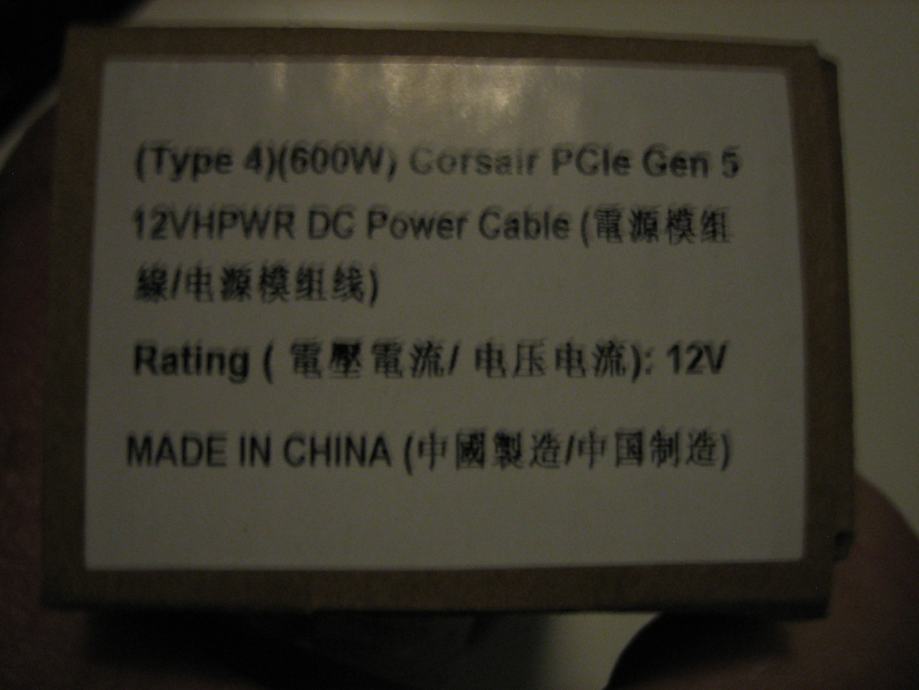 (Type 4)(600W) Corsair PCIe Gen 5
12VHPWR DC Power Cable (電源模組
線/电源模组线)
Rating ( 電壓電流/ 电压电流): 12V
MADE IN CHINA (中國製造/中国制造)